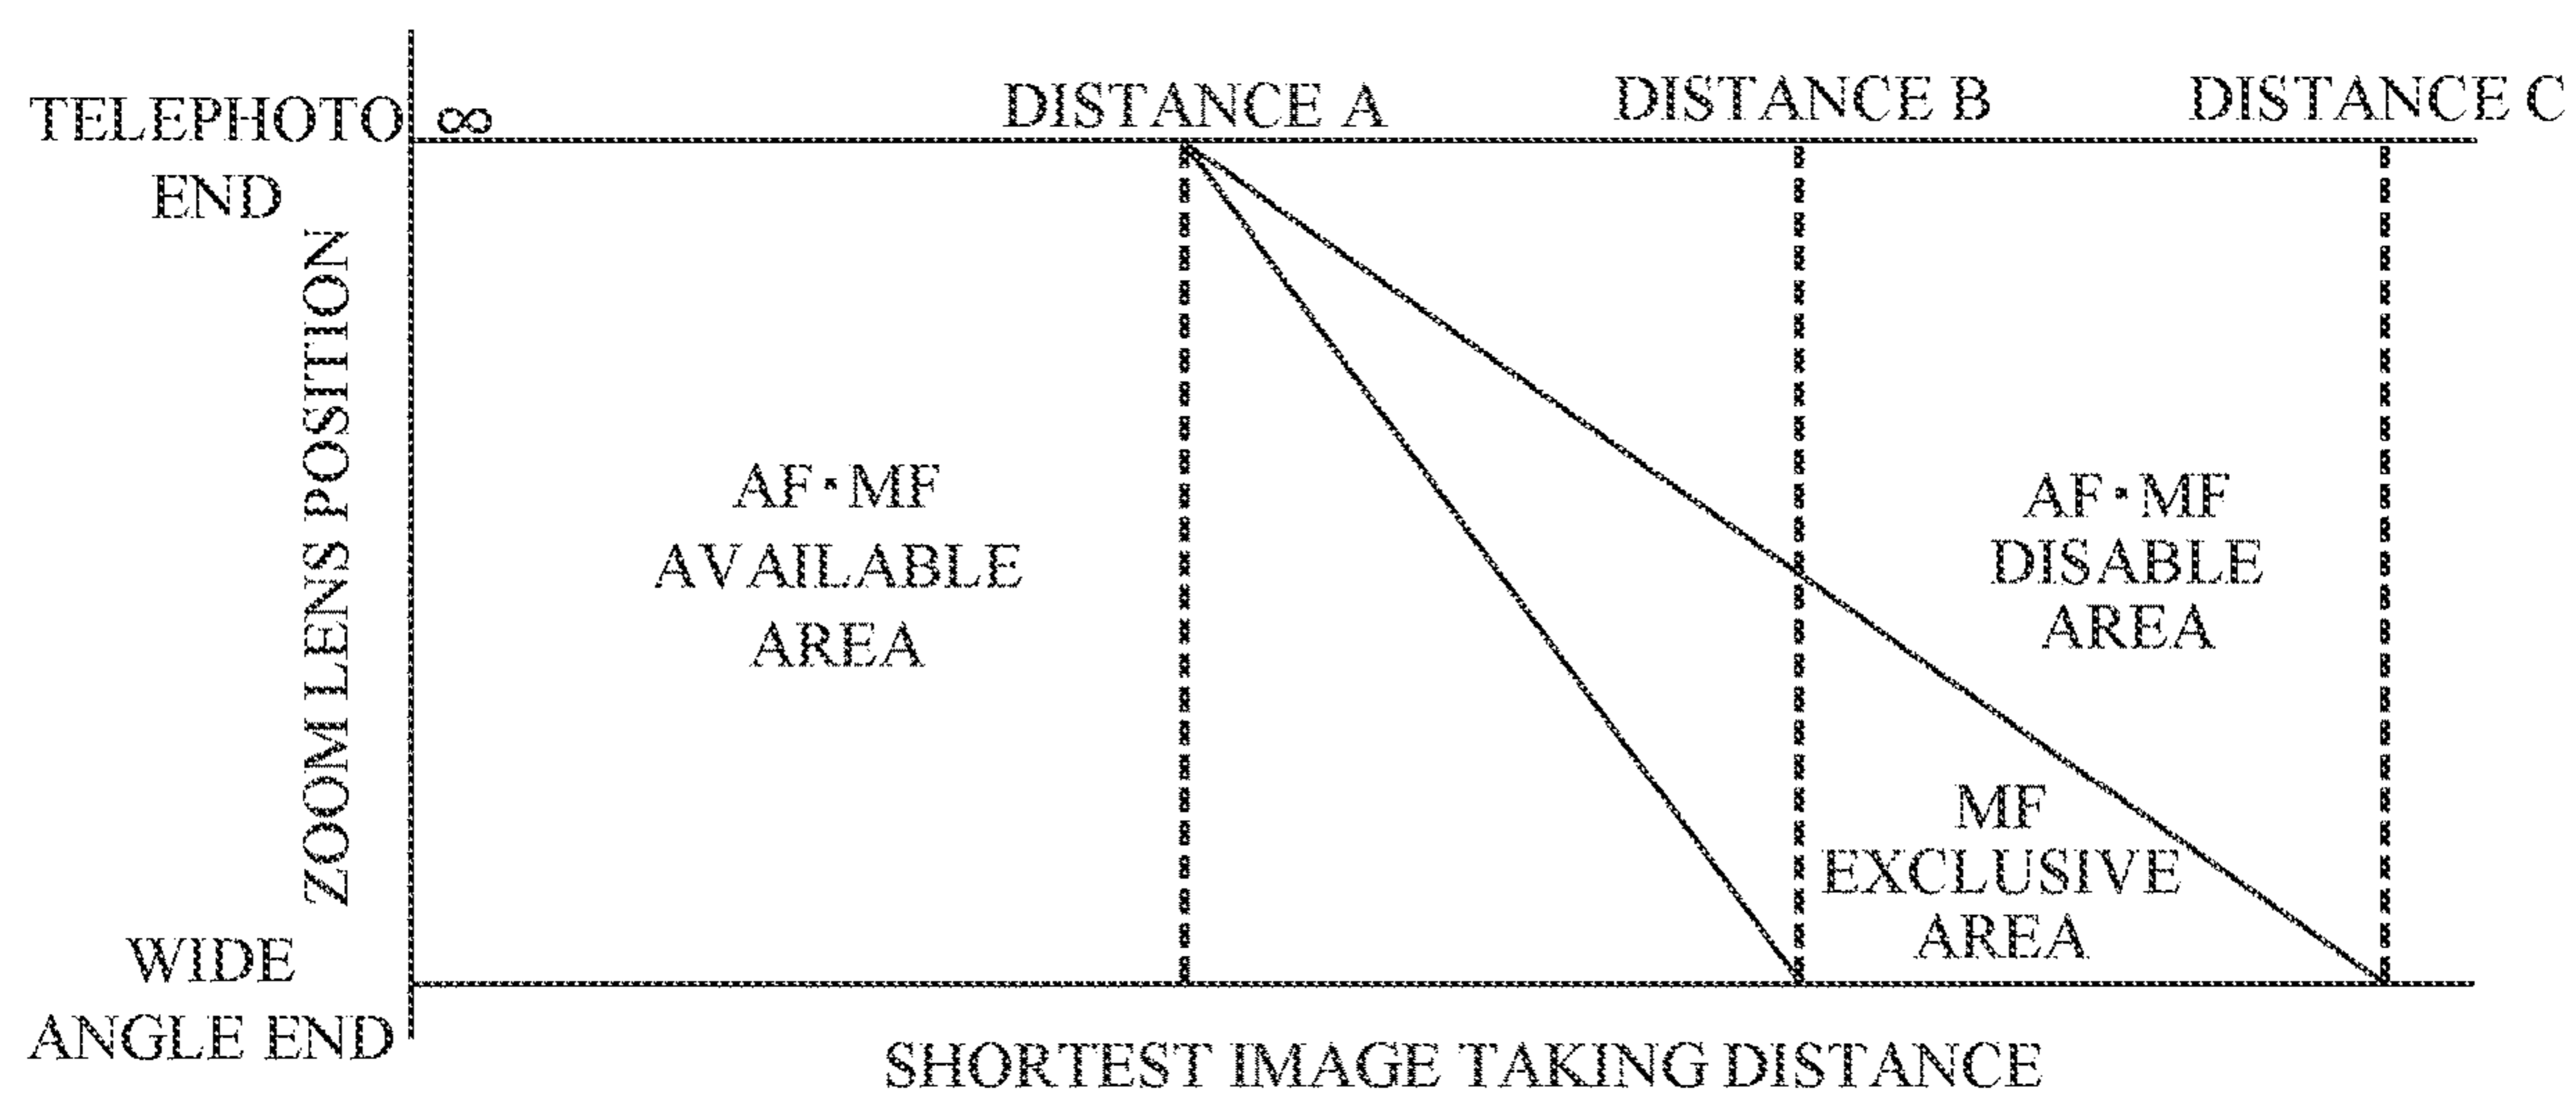 TELEPHOTO
END
∞
DISTANCE A
DISTANCE B
DISTANCE C
ZOOM LENS POSITION
AF・MF
AVAILABLE
AREA
AF・MF
DISABLE
AREA
MF
EXCLUSIVE
AREA
WIDE
ANGLE END
SHORTEST IMAGE TAKING DISTANCE